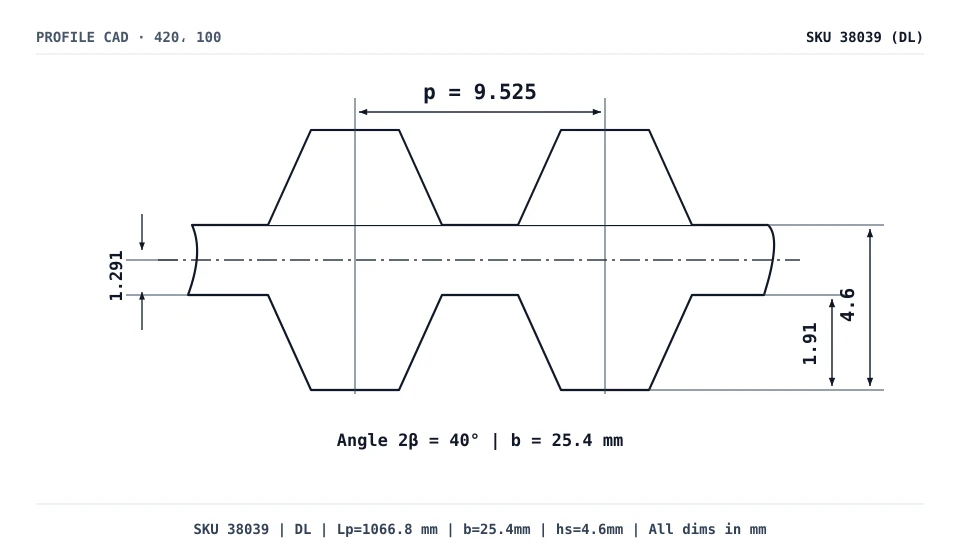 PROFILE CAD · 420، 100
SKU 38039 (DL)
p = 9.525
1.291
4.6
1.91
Angle 2β = 40° | b = 25.4 mm
SKU 38039 | DL | Lp=1066.8 mm | b=25.4mm | hs=4.6mm | All dims in mm